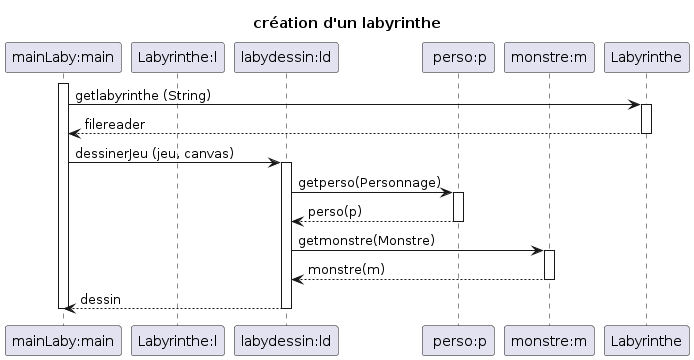 création d'un labyrinthe
mainLaby:main Labyrinthe:l labydessin:ld perso:p monstre:m Labyrinthe
getlabyrinthe (String)
filereader
dessinerJeu (jeu, canvas)
getperso(Personnage)
perso(p)
getmonstre(Monstre)
monstre(m)
dessin
mainLaby:main Labyrinthe:l labydessin:ld perso:p monstre:m Labyrinthe